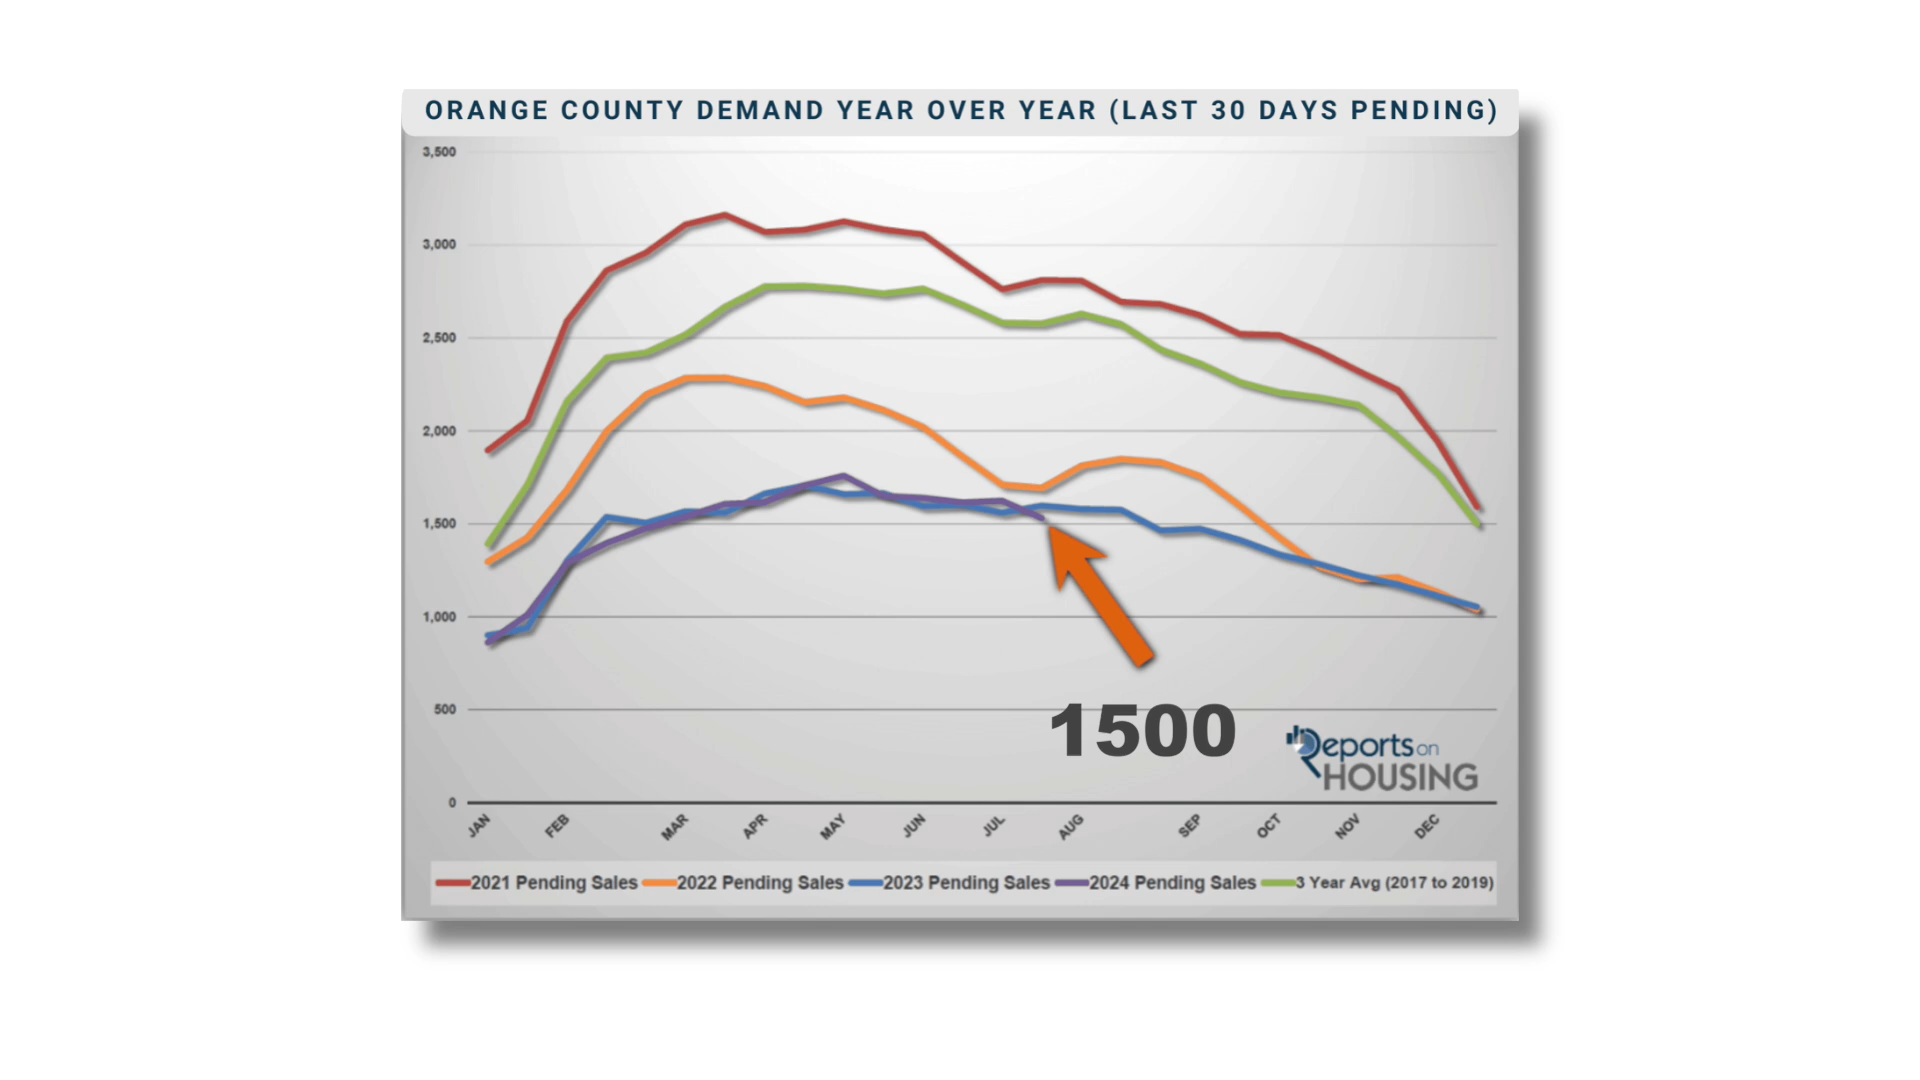 ORANGE COUNTY DEMAND YEAR OVER YEAR (LAST 30 DAYS PENDING)
3,500
3,000
2,500
2,000
1,500
1,000
500
0
1500
Reports on
HOUSING
JAN FEB MAR APR MAY JUN JUL AUG SEP OCT NOV DEC
2021 Pending Sales 2022 Pending Sales 2023 Pending Sales 2024 Pending Sales 3 Year Avg (2017 to 2019)